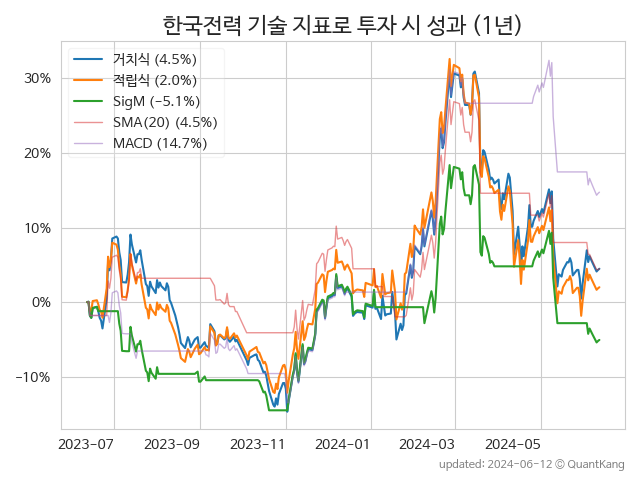 한국전력 기술 지표로 투자 시 성과 (1년)
거치식 (4.5%)
적립식 (2.0%)
SigM (−5.1%)
SMA(20) (4.5%)
MACD (14.7%)
30%
20%
10%
0%
−10%
2023-07 2023-09 2023-11 2024-01 2024-03 2024-05
updated: 2024-06-12 © QuantKang